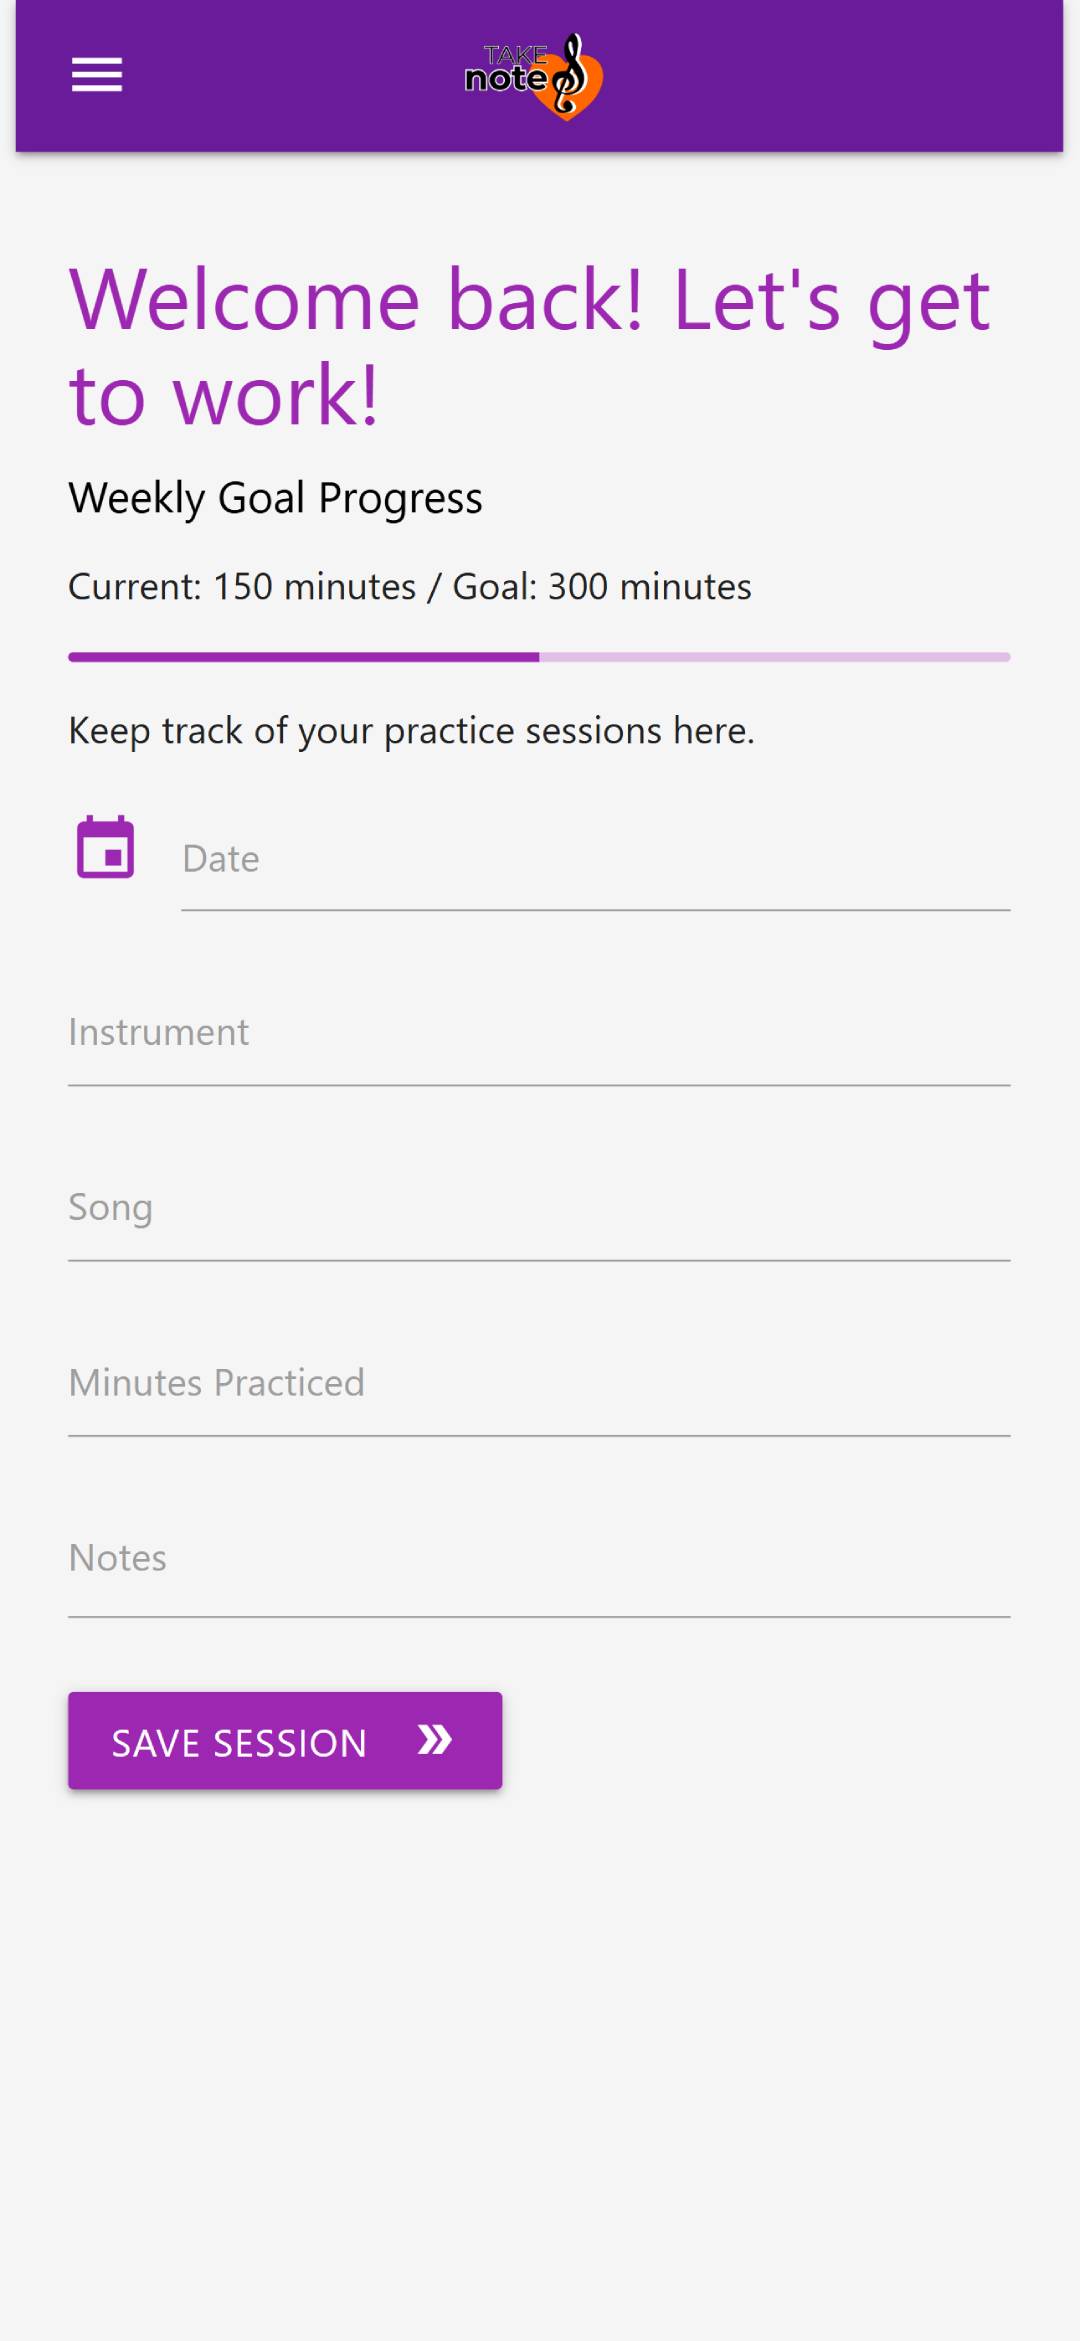 TAKE
note
Welcome back! Let's get
to work!
Weekly Goal Progress
Current: 150 minutes / Goal: 300 minutes
Keep track of your practice sessions here.
Date
Instrument
Song
Minutes Practiced
Notes
SAVE SESSION